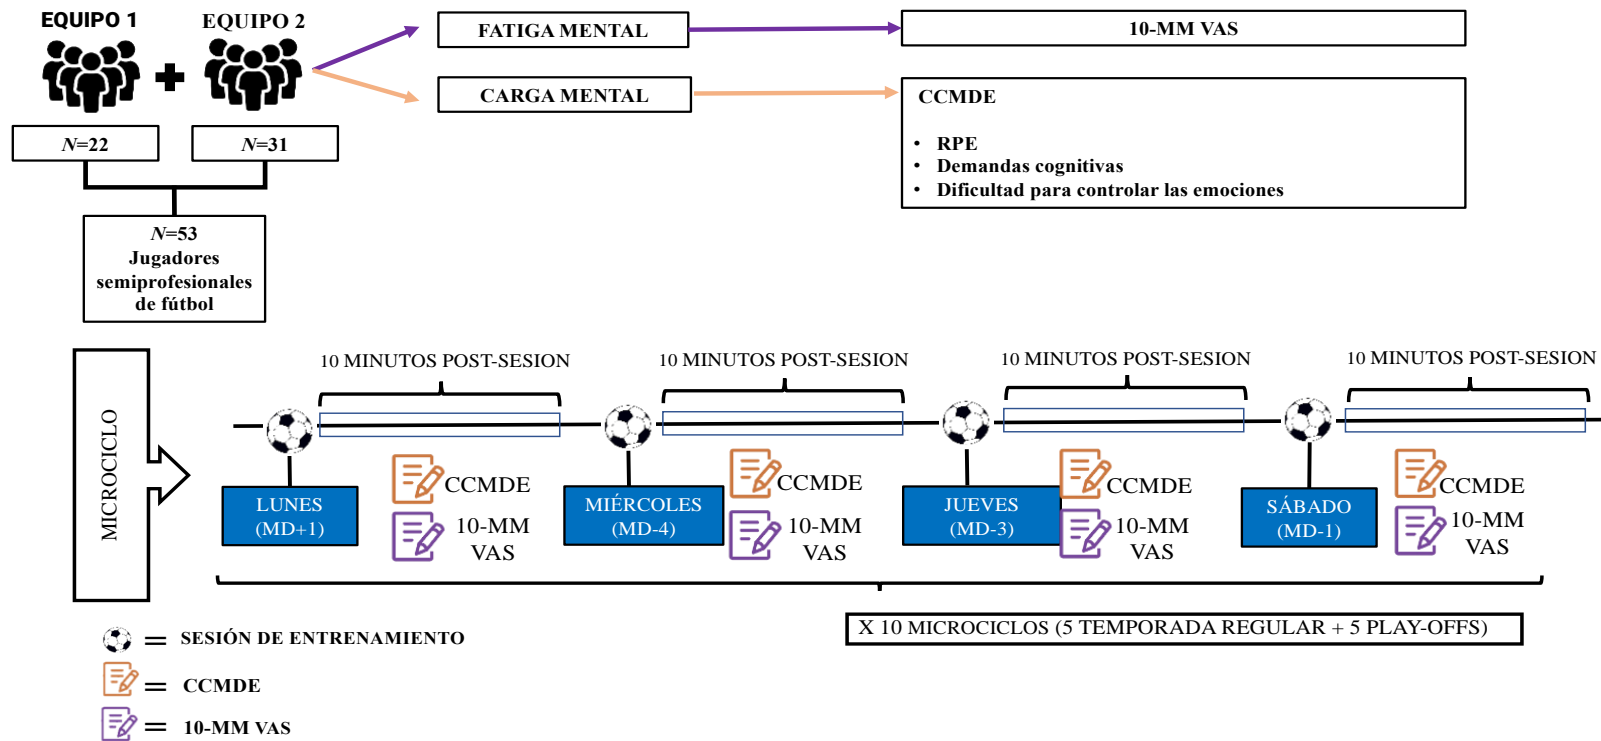 EQUIPO 1
EQUIPO 2
FATIGA MENTAL
10-MM VAS
CARGA MENTAL
CCMDE
• RPE
• Demandas cognitivas
• Dificultad para controlar las emociones
N=22
N=31
N=53
Jugadores
semiprofesionales
de fútbol
MICROCICLO
10 MINUTOS POST-SESION
10 MINUTOS POST-SESION
10 MINUTOS POST-SESION
10 MINUTOS POST-SESION
LUNES
(MD+1)
CCMDE
10-MM
VAS
MIÉRCOLES
(MD-4)
CCMDE
10-MM
VAS
JUEVES
(MD-3)
CCMDE
10-MM
VAS
SÁBADO
(MD-1)
CCMDE
10-MM
VAS
X 10 MICROCICLOS (5 TEMPORADA REGULAR + 5 PLAY-OFFS)
= SESIÓN DE ENTRENAMIENTO
= CCMDE
= 10-MM VAS